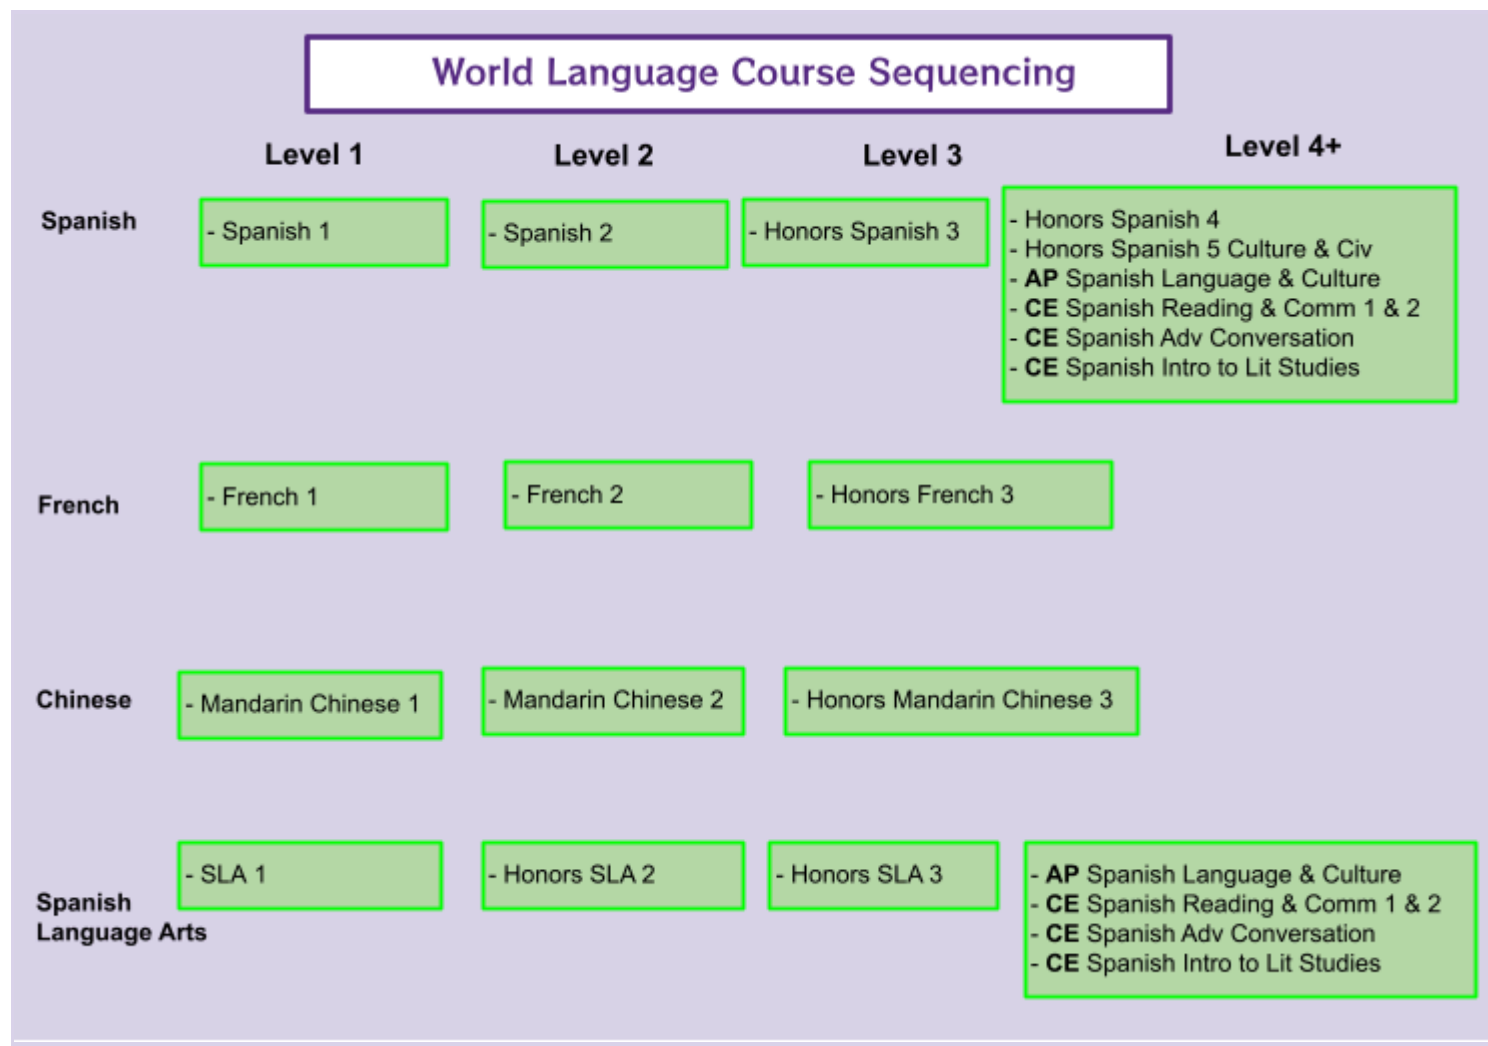 World Language Course Sequencing
Level 1
Level 2
Level 3
Level 4+
Spanish
- Spanish 1
- Spanish 2
- Honors Spanish 3
- Honors Spanish 4
- Honors Spanish 5 Culture & Civ
- AP Spanish Language & Culture
- CE Spanish Reading & Comm 1 & 2
- CE Spanish Adv Conversation
- CE Spanish Intro to Lit Studies
French
- French 1
- French 2
- Honors French 3
Chinese
- Mandarin Chinese 1
- Mandarin Chinese 2
- Honors Mandarin Chinese 3
Spanish
Language Arts
- SLA 1
- Honors SLA 2
- Honors SLA 3
- AP Spanish Language & Culture
- CE Spanish Reading & Comm 1 & 2
- CE Spanish Adv Conversation
- CE Spanish Intro to Lit Studies